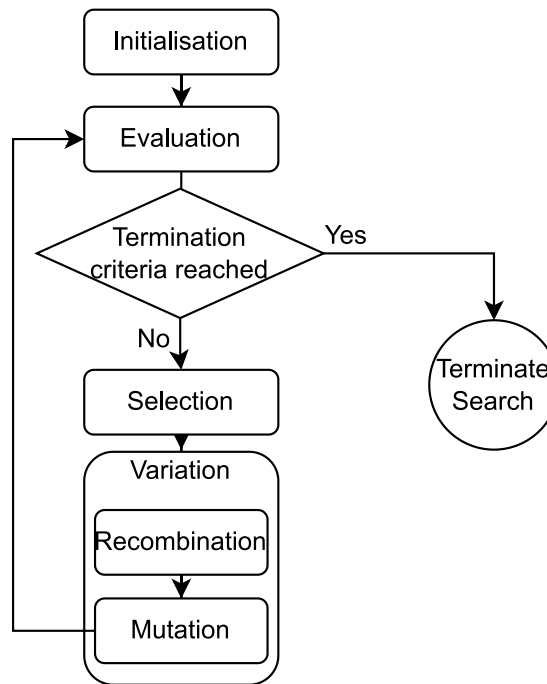 Initialisation
Evaluation
Termination
criteria reached
Yes
No
Terminate
Search
Selection
Variation
Recombination
Mutation